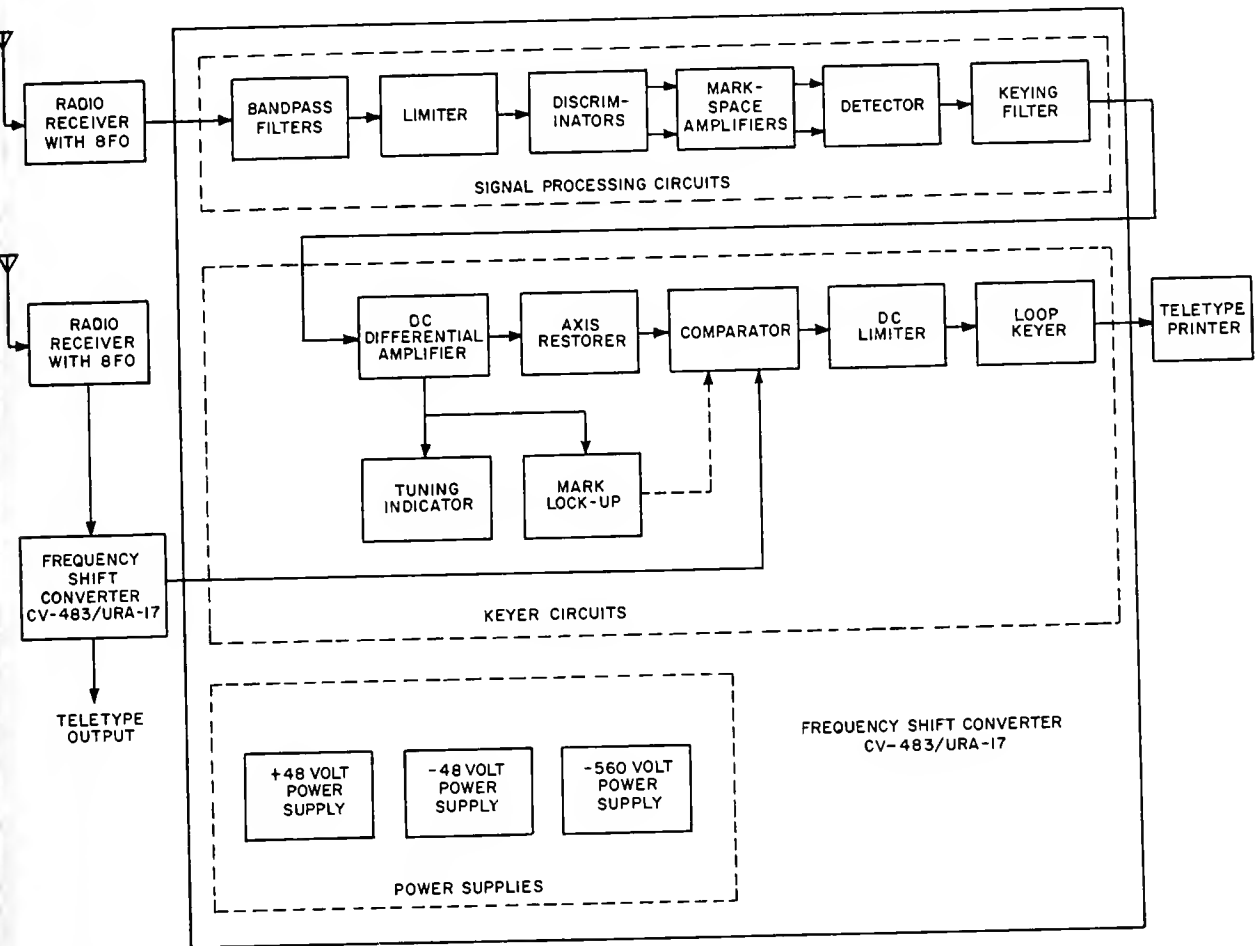 RADIO
RECEIVER
WITH 8FO
BANDPASS
FILTERS
LIMITER
DISCRIM-
INATORS
MARK-
SPACE
AMPLIFIERS
DETECTOR
KEYING
FILTER
SIGNAL PROCESSING CIRCUITS
RADIO
RECEIVER
WITH 8FO
DC
DIFFERENTIAL
AMPLIFIER
AXIS
RESTORER
COMPARATOR
DC
LIMITER
LOOP
KEYER
TELETYPE
PRINTER
TUNING
INDICATOR
MARK
LOCK-UP
FREQUENCY
SHIFT
CONVERTER
CV-483/URA-17
KEYER CIRCUITS
TELETYPE
OUTPUT
+48 VOLT
POWER
SUPPLY
-48 VOLT
POWER
SUPPLY
-560 VOLT
POWER
SUPPLY
POWER SUPPLIES
FREQUENCY SHIFT CONVERTER
CV-483/URA-17